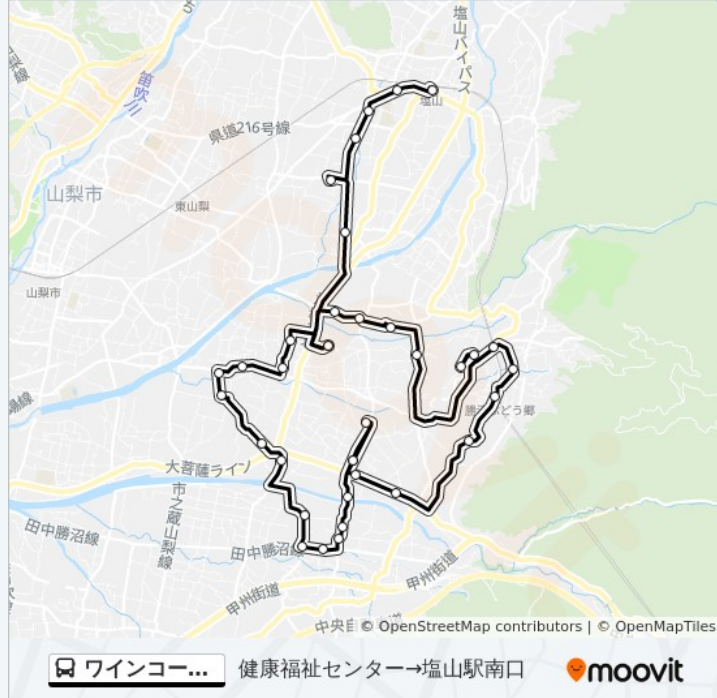 塩山バイパス
笛吹川
塩山
県道216号線
山梨市
東山梨
山梨市
勝沼ぶどう郷
大菩薩ライン
市之蔵山梨線
田中勝沼線
田中勝沼線
甲州街道
甲州街道
中央自
© OpenStreetMap contributors | © OpenMapTiles
ワインコー...
健康福祉センター→塩山駅南口
moovit